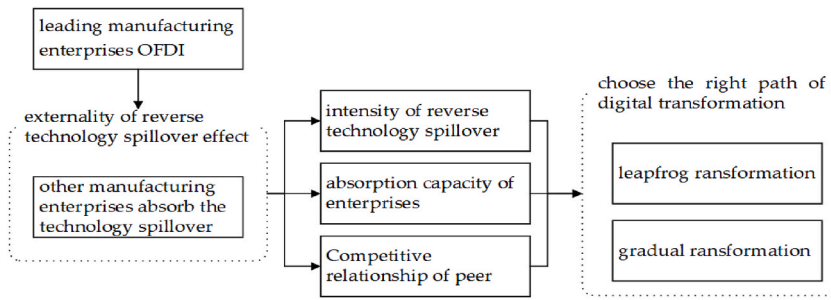 leading manufacturing
enterprises OFDI
externality of reverse
technology spillover effect
other manufacturing
enterprises absorb the
technology spillover
intensity of reverse
technology spillover
absorption capacity of
enterprises
Competitive
relationship of peer
choose the right path of
digital transformation
leapfrog ransformation
gradual ransformation